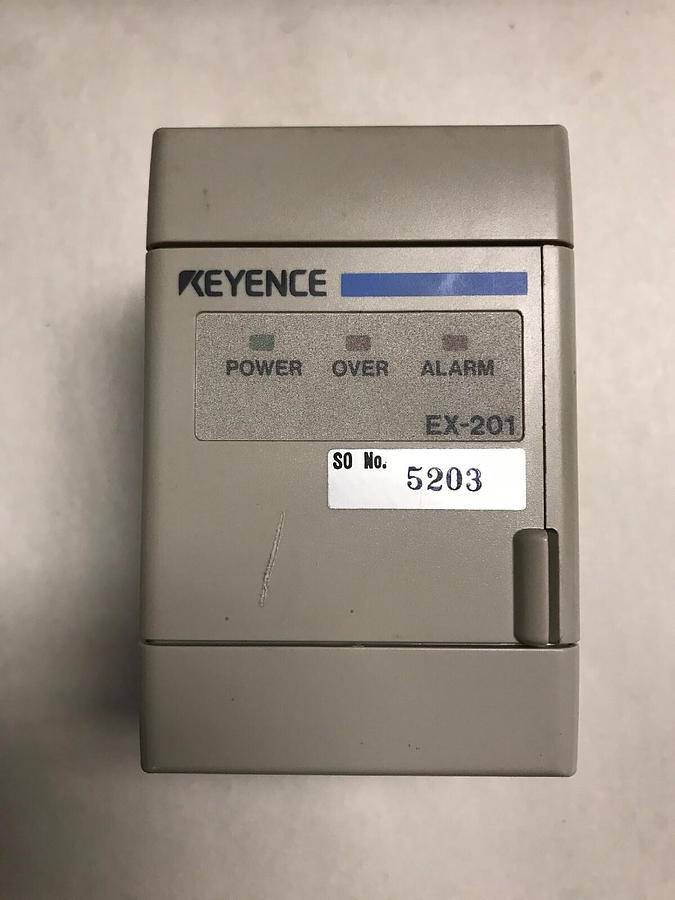 KEYENCE
POWER OVER ALARM
EX-201
SO No. 5203